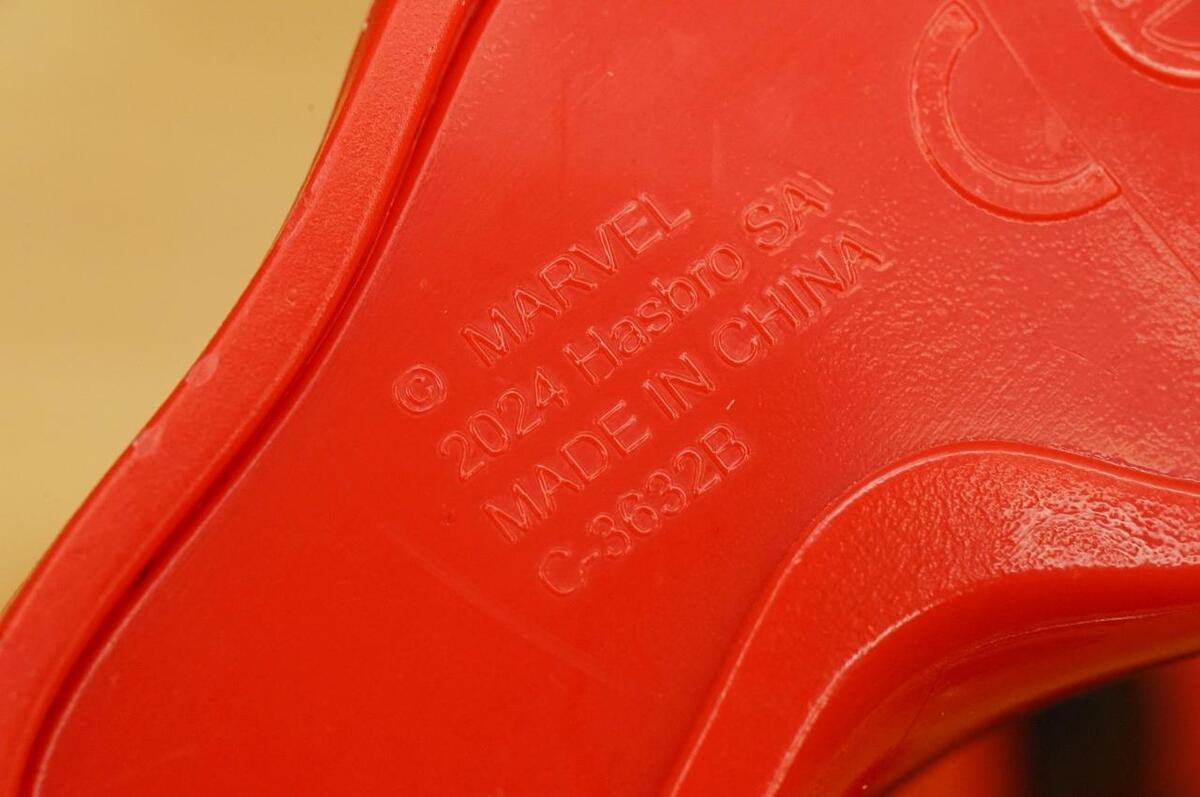 © MARVEL
2024 Hasbro SA
MADE IN CHINA
C-3632B